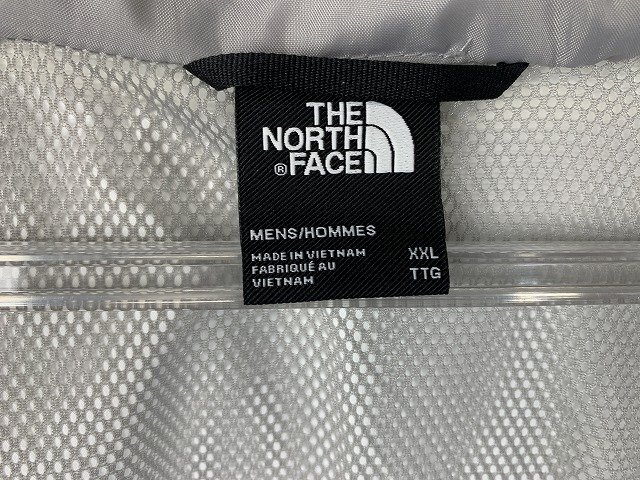 THE
NORTH
® FACE
MENS/HOMMES
MADE IN VIETNAM XXL
FABRIQUÉ AU TTG
VIETNAM